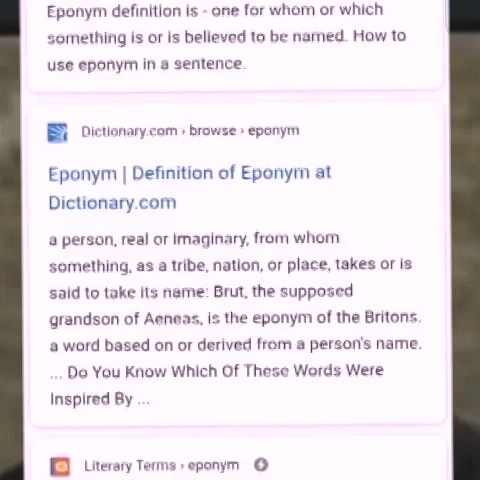 Eponym definition is - one for whom or which
something is or is believed to be named. How to
use eponym in a sentence.
Dictionary.com › browse › eponym
Eponym | Definition of Eponym at
Dictionary.com
a person, real or imaginary, from whom
something, as a tribe, nation, or place, takes or is
said to take its name: Brut, the supposed
grandson of Aeneas, is the eponym of the Britons.
a word based on or derived from a person's name.
... Do You Know Which Of These Words Were
Inspired By ...
Literary Terms › eponym